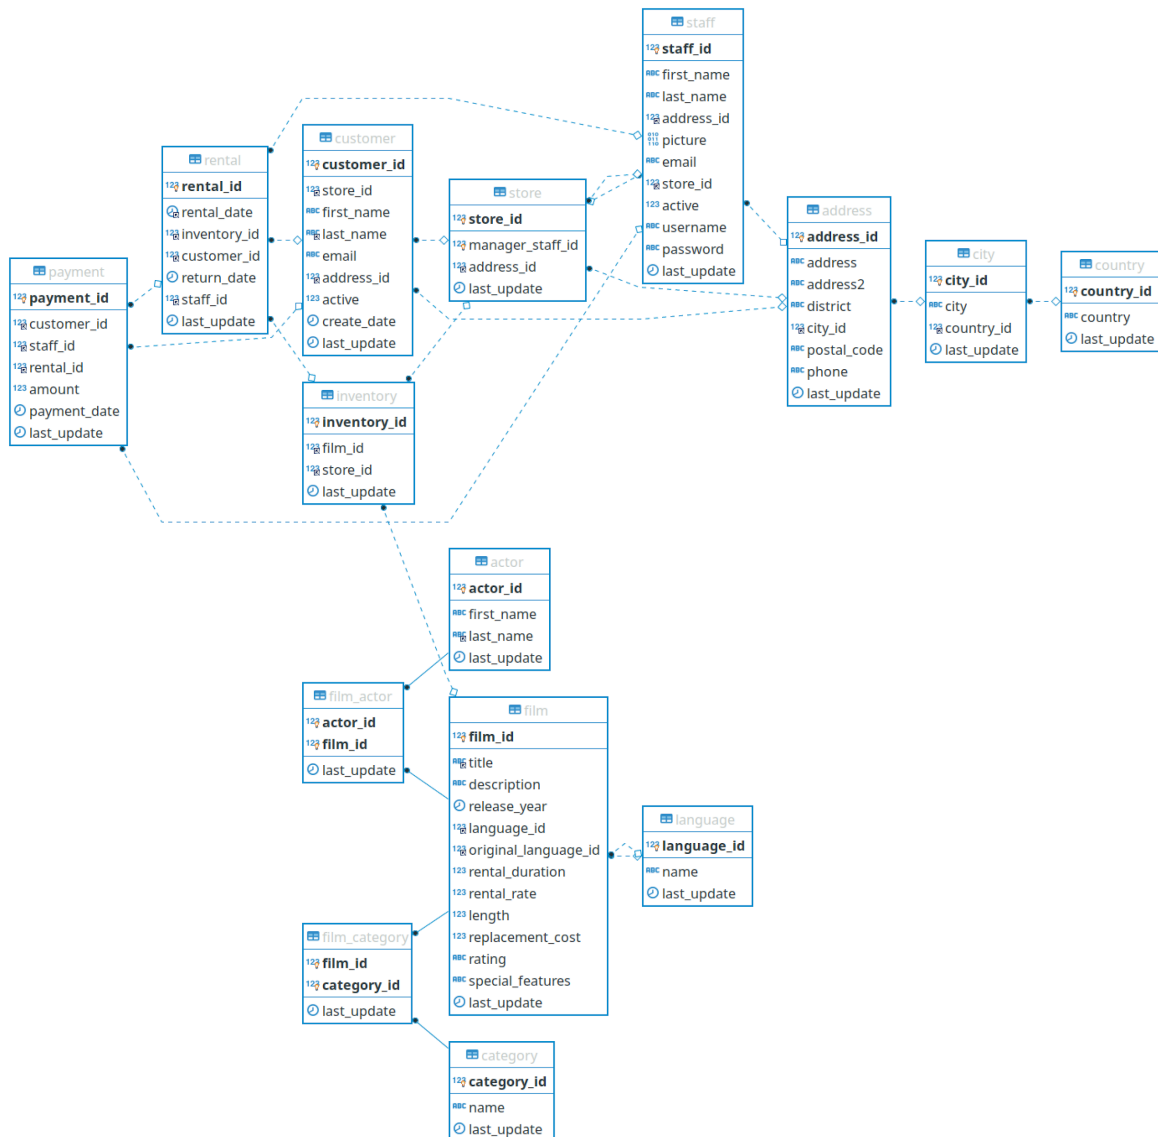 staff
staff_id
first_name
last_name
address_id
picture
email
store_id
active
username
password
last_update
customer
customer_id
store_id
first_name
last_name
email
address_id
active
create_date
last_update
rental
rental_id
rental_date
inventory_id
customer_id
return_date
staff_id
last_update
store
store_id
manager_staff_id
address_id
last_update
address
address_id
address
address2
district
city_id
postal_code
phone
last_update
city
city_id
city
country_id
last_update
country
country_id
country
last_update
payment
payment_id
customer_id
staff_id
rental_id
amount
payment_date
last_update
inventory
inventory_id
film_id
store_id
last_update
actor
actor_id
first_name
last_name
last_update
film_actor
actor_id
film_id
last_update
film
film_id
title
description
release_year
language_id
original_language_id
rental_duration
rental_rate
length
replacement_cost
rating
special_features
last_update
language
language_id
name
last_update
film_category
film_id
category_id
last_update
category
category_id
name
last_update